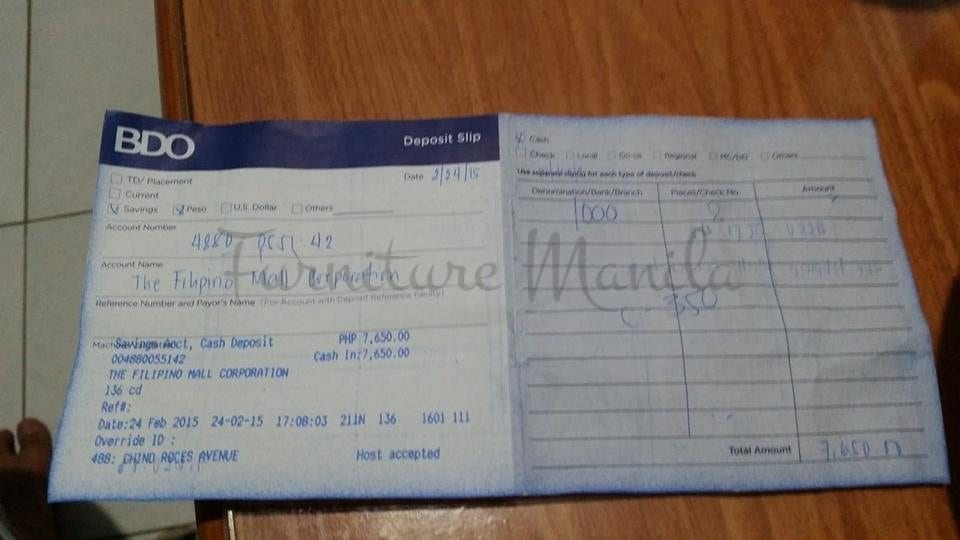 BDO
Deposit Slip
Date 2/24/15
TD/ Placement
Current
Savings Peso U.S. Dollar Others
Account Number
4880 0551 42
Account Name
The Filipino Mall Corporation
Reference Number and Payor's Name (For Account with Deposit Reference Facility)
Savings Acct, Cash Deposit PHP 7,650.00
004880055142 Cash In:7,650.00
THE FILIPINO MALL CORPORATION
136 cd
Ref#:
Date:24 Feb 2015 24-02-15 17:08:03 211N 136 1601 111
Override ID :
488: CHINO ROCES AVENUE Host accepted
Cash
Check Local On-us Regional Others
Use separate slip/s for each type of deposit/check
Denomination/Bank/Branch Pieces/Check No. Amount
1000 8
C- 350
Total Amount 7,650.00
Furniture Manila